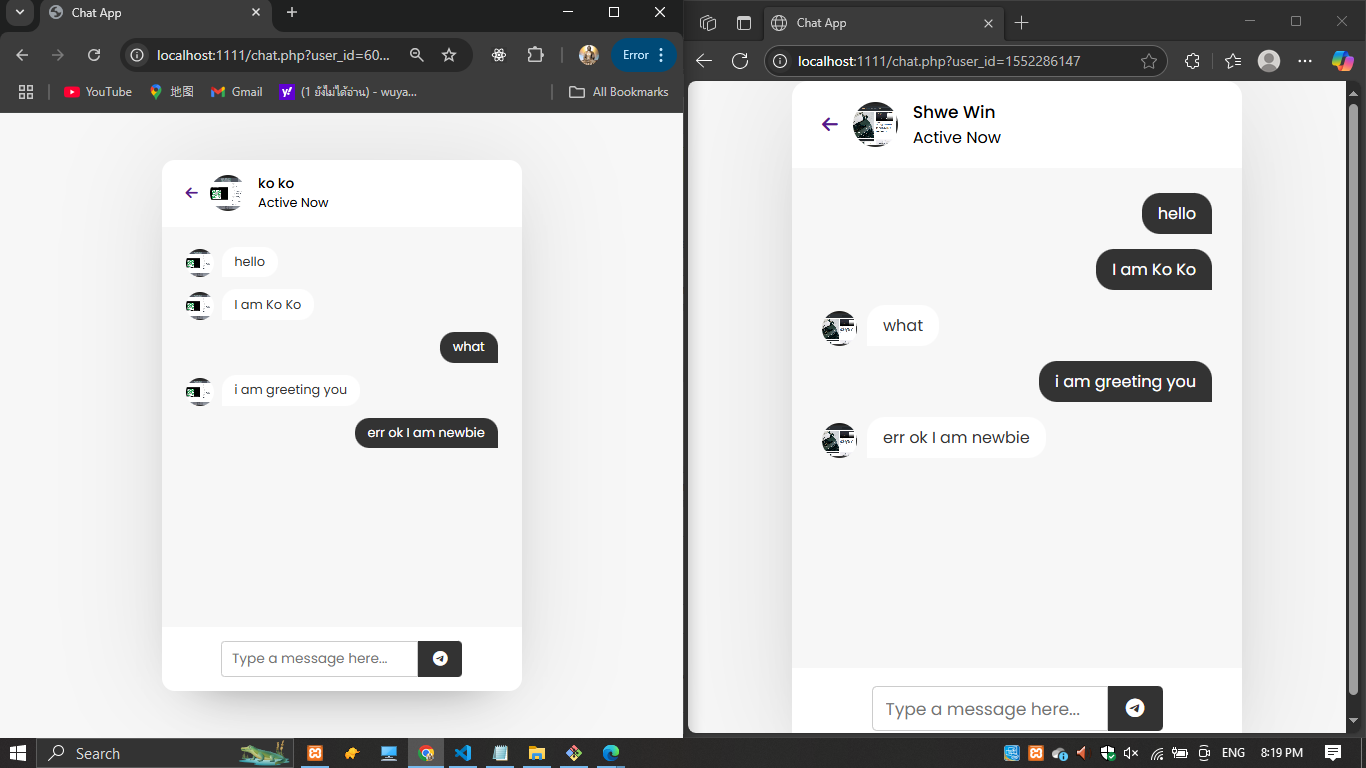 Chat App
localhost:1111/chat.php?user_id=60...
Error
YouTube
地图
Gmail
(1 ยังไม่ได้อ่าน) - wuya...
All Bookmarks
ko ko
Active Now
hello
I am Ko Ko
what
i am greeting you
err ok I am newbie
Type a message here...
Chat App
localhost:1111/chat.php?user_id=1552286147
Shwe Win
Active Now
hello
I am Ko Ko
what
i am greeting you
err ok I am newbie
Type a message here...
Search
ENG
8:19 PM